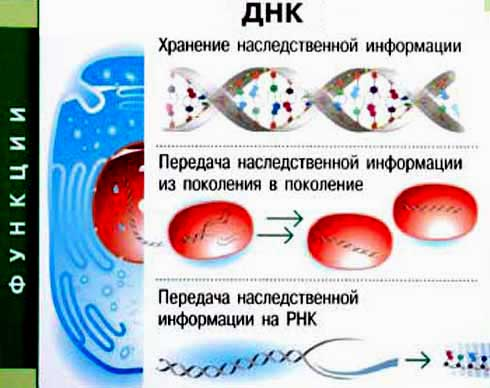 ДНК
ФУНКЦИИ
Хранение наследственной информации
Передача наследственной информации
из поколения в поколение
Передача наследственной
информации на РНК